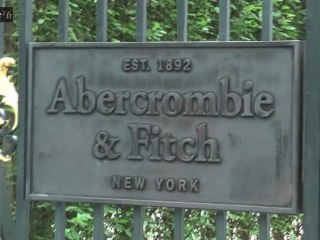 EST. 1892
Abercrombie
& Fitch
NEW YORK